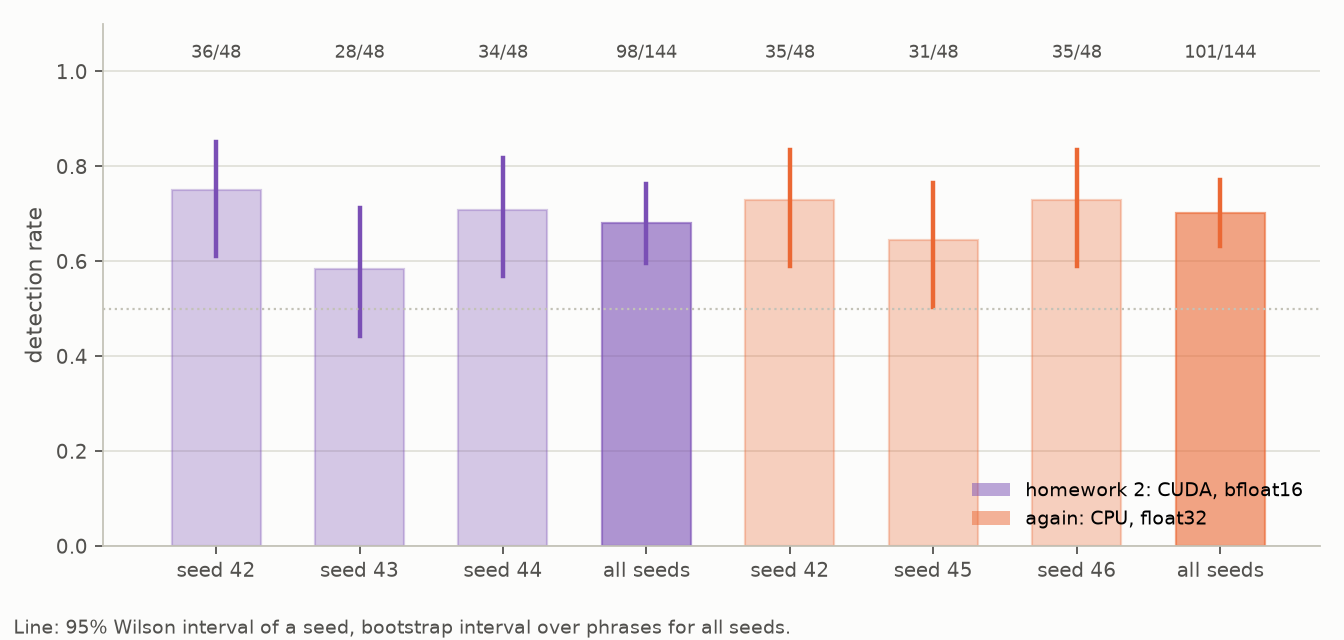 36/48 28/48 34/48 98/144 35/48 31/48 35/48 101/144
1.0
0.8
0.6
0.4
0.2
0.0
detection rate
homework 2: CUDA, bfloat16
again: CPU, float32
seed 42 seed 43 seed 44 all seeds seed 42 seed 45 seed 46 all seeds
Line: 95% Wilson interval of a seed, bootstrap interval over phrases for all seeds.